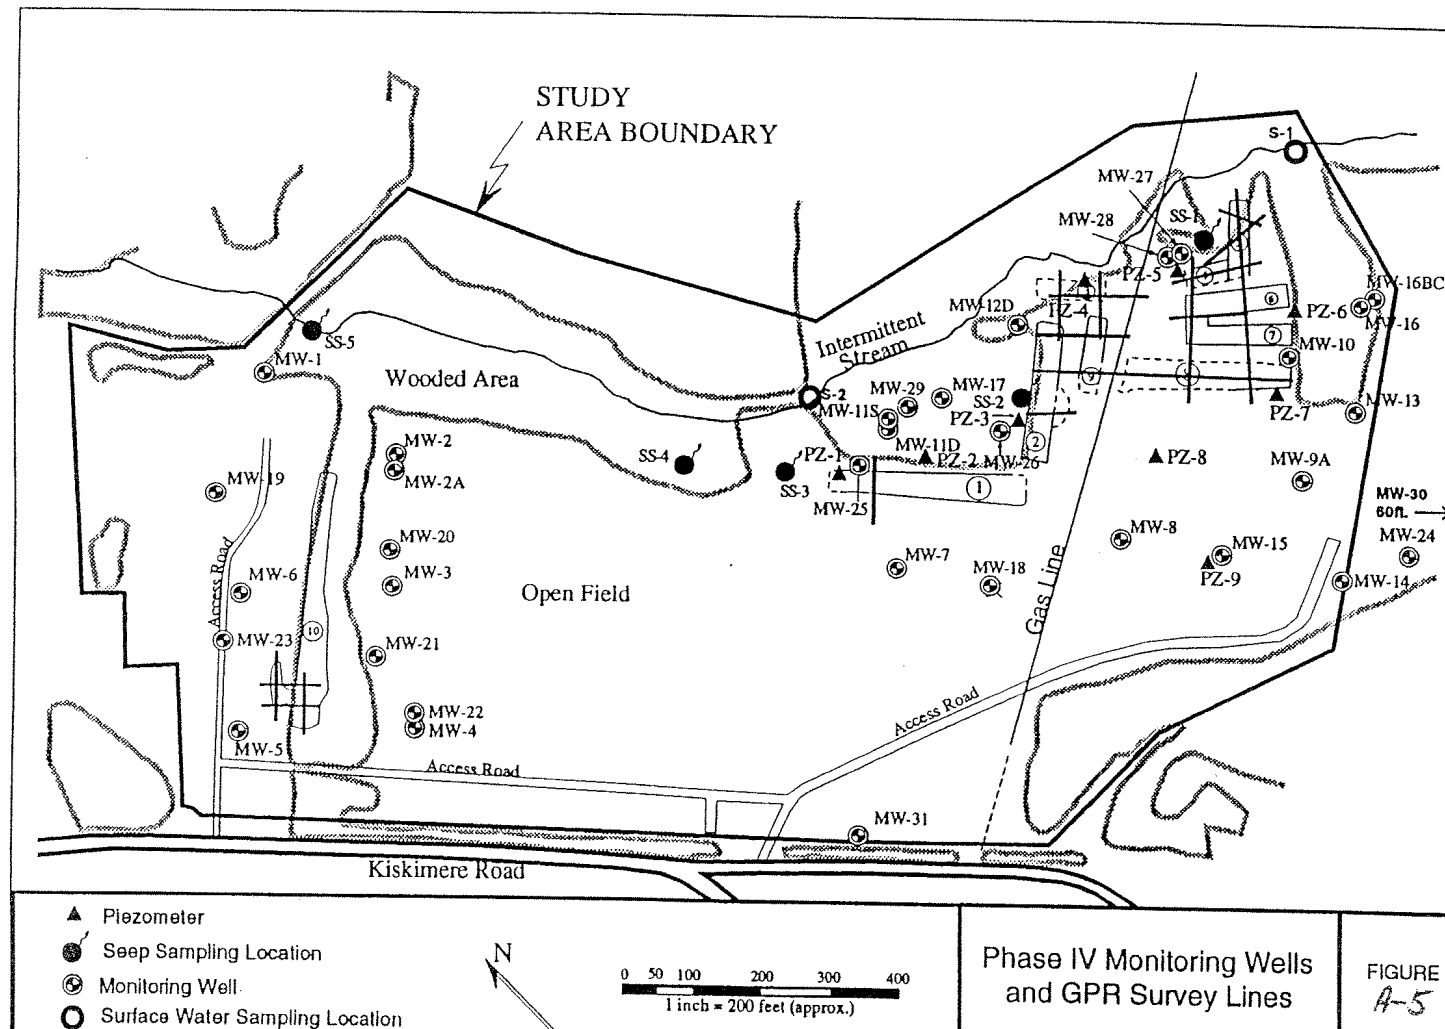 STUDY
AREA BOUNDARY
S-1
MW-27
MW-28
SS-1
PZ-5
MW-16BC
MW-16
PZ-6
MW-12D
PZ-4
6
7
MW-10
Intermittent
Stream
SS-5
MW-1
Wooded Area
S-2
MW-29
MW-17
SS-2
MW-11S
PZ-3
PZ-7
MW-13
MW-2
MW-2A
SS-4
SS-3
PZ-1
MW-11D
PZ-2
MW-26
2
PZ-8
MW-9A
MW-19
MW-25
1
MW-30
60ft.
MW-20
MW-7
MW-8
MW-15
MW-24
MW-6
Access Road
MW-3
Open Field
MW-18
Gas Line
PZ-9
MW-14
MW-23
10
MW-21
MW-22
MW-4
Access Road
MW-5
Access Road
MW-31
Kiskimere Road
Piezometer
Seep Sampling Location
Monitoring Well
Surface Water Sampling Location
N
0 50 100 200 300 400
1 inch = 200 feet (approx.)
Phase IV Monitoring Wells
and GPR Survey Lines
FIGURE
A-5